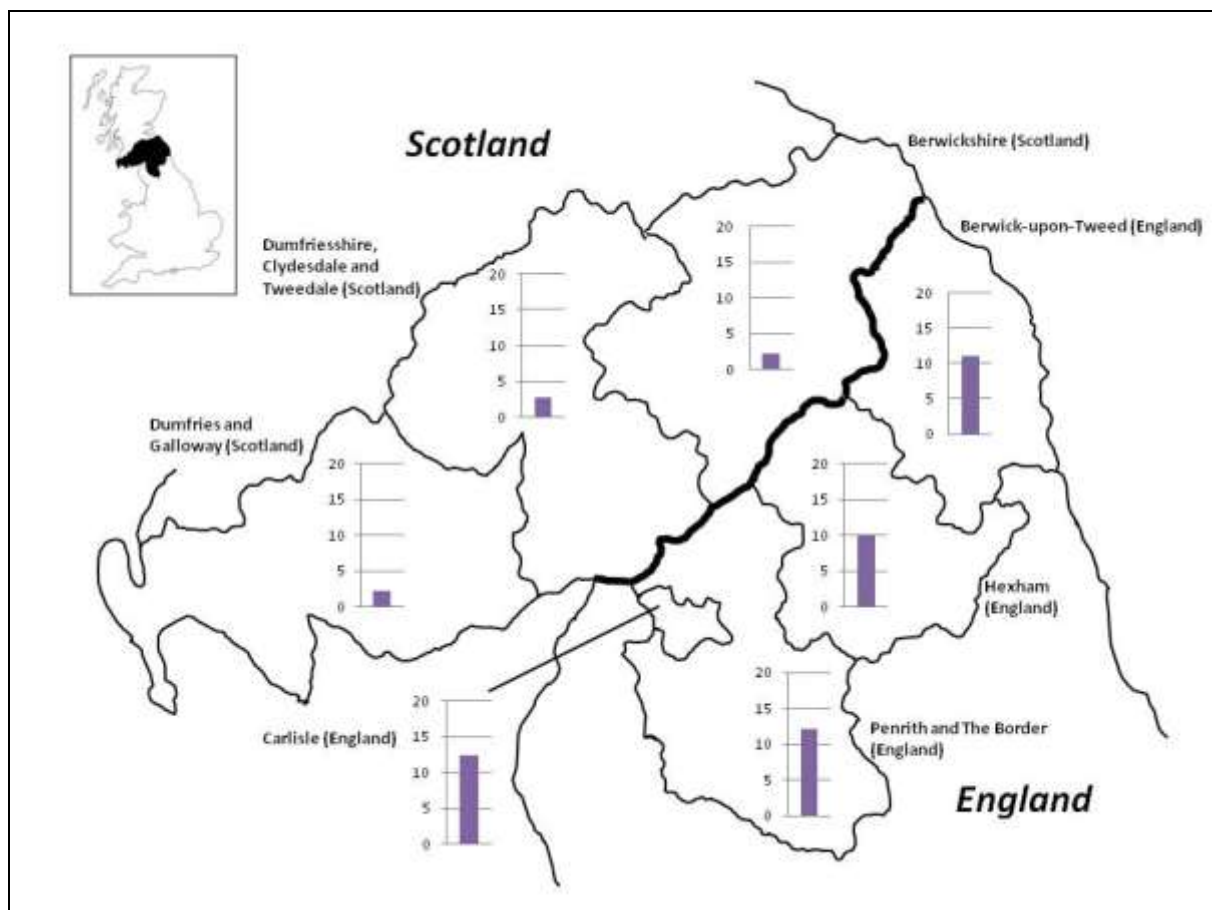 Scotland
Berwickshire (Scotland)
Berwick-upon-Tweed (England)
Dumfriesshire,
Clydesdale and
Tweedale (Scotland)
20
15
10
5
0
20
15
10
5
0
20
15
10
5
0
Dumfries and
Galloway (Scotland)
20
15
10
5
0
20
15
10
5
0
Hexham
(England)
Carlisle (England)
20
15
10
5
0
20
15
10
5
0
Penrith and The Border
(England)
England